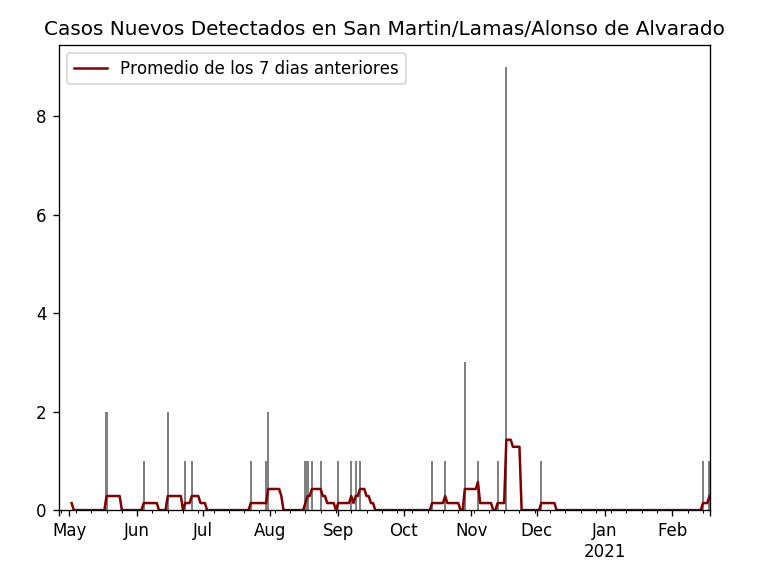 Casos Nuevos Detectados en San Martin/Lamas/Alonso de Alvarado
Promedio de los 7 dias anteriores
8
6
4
2
0
May Jun Jul Aug Sep Oct Nov Dec Jan Feb
2021